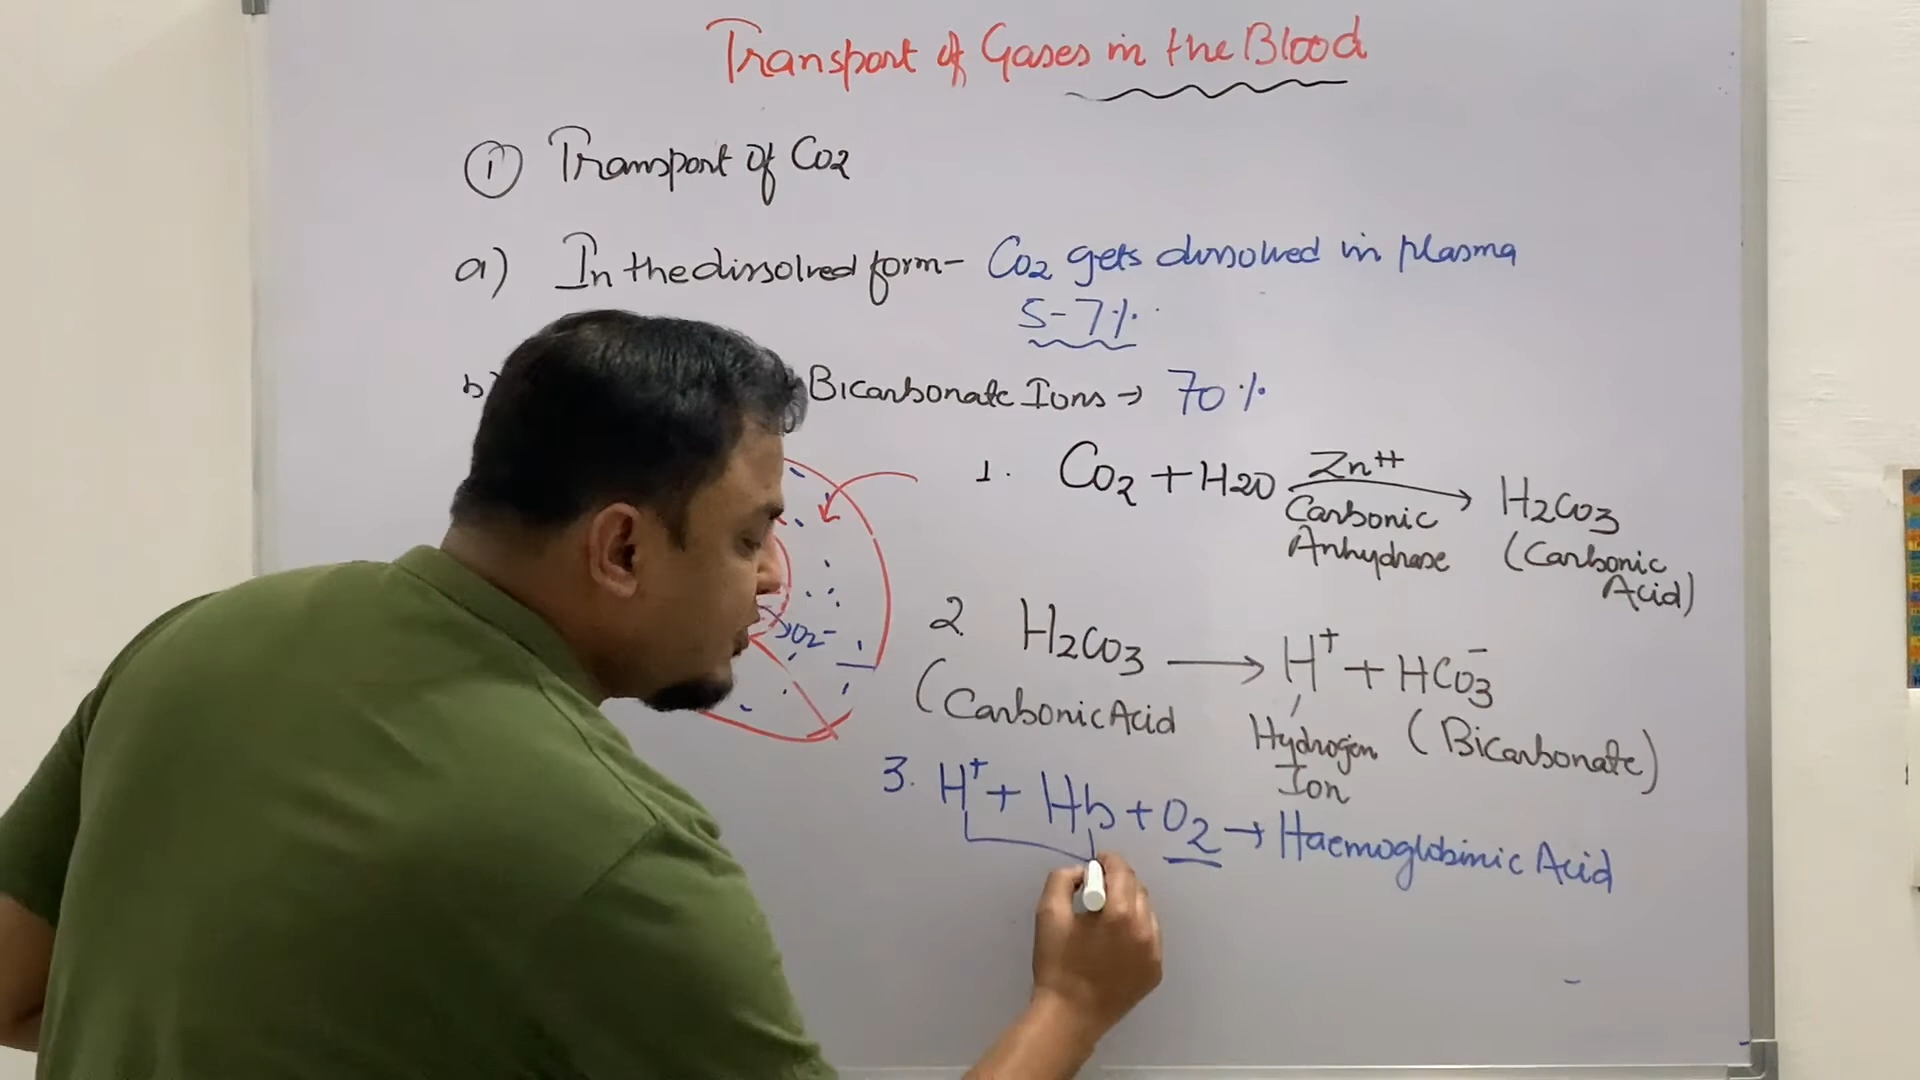 Transport of Gases in the Blood
① Transport of Co2
a) In the dissolved form- Co2 gets dissolved in plasma
5-7%
b) Bicarbonate Ions → 70%
1. Co2 + H2O Zn++ → H2Co3
Carbonic Anhydrase (Carbonic Acid)
2. H2Co3 → H+ + HCo3-
(Carbonic Acid Hydrogen Ion (Bicarbonate)
3. H+ + Hb + O2 → Haemoglobinic Acid